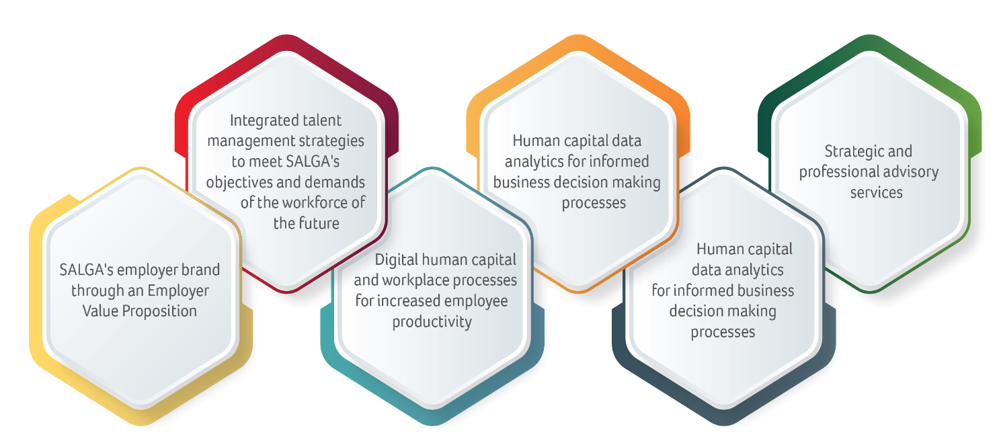 SALGA's employer brand
through an Employer
Value Proposition
Integrated talent
management strategies
to meet SALGA's
objectives and demands
of the workforce of
the future
Digital human capital
and workplace processes
for increased employee
productivity
Human capital data
analytics for informed
business decision making
processes
Human capital
data analytics
for informed business
decision making
processes
Strategic and
professional advisory
services